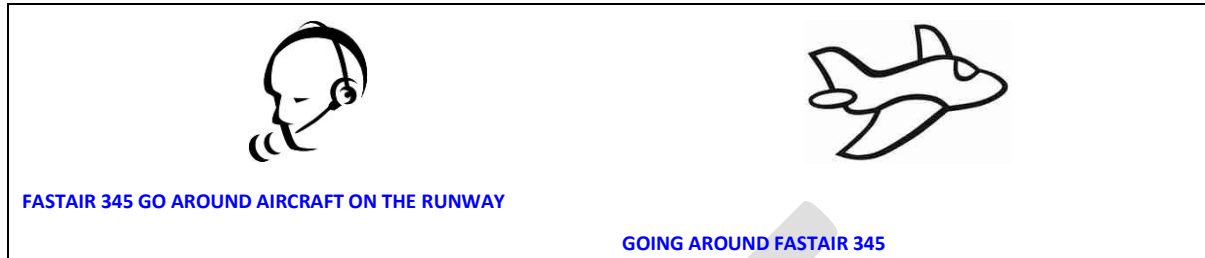 FASTAIR 345 GO AROUND AIRCRAFT ON THE RUNWAY
GOING AROUND FASTAIR 345